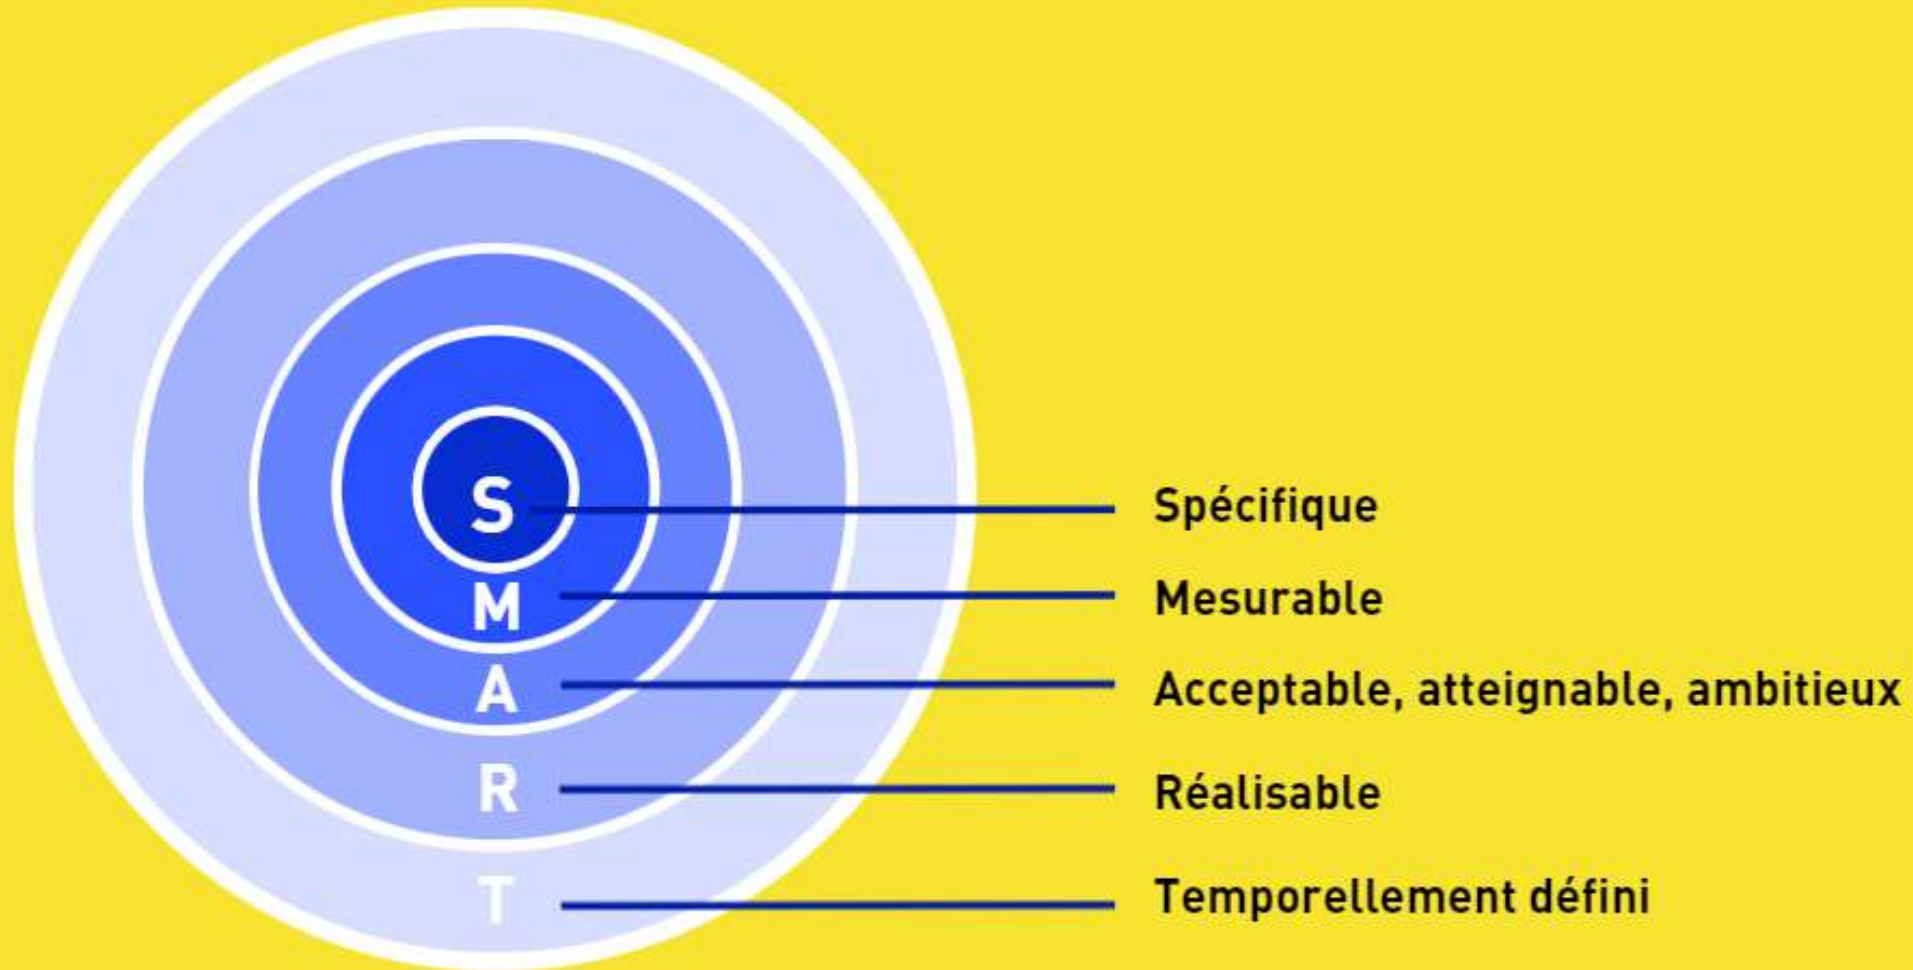 S
Spécifique
M
Mesurable
A
Acceptable, atteignable, ambitieux
R
Réalisable
T
Temporellement défini